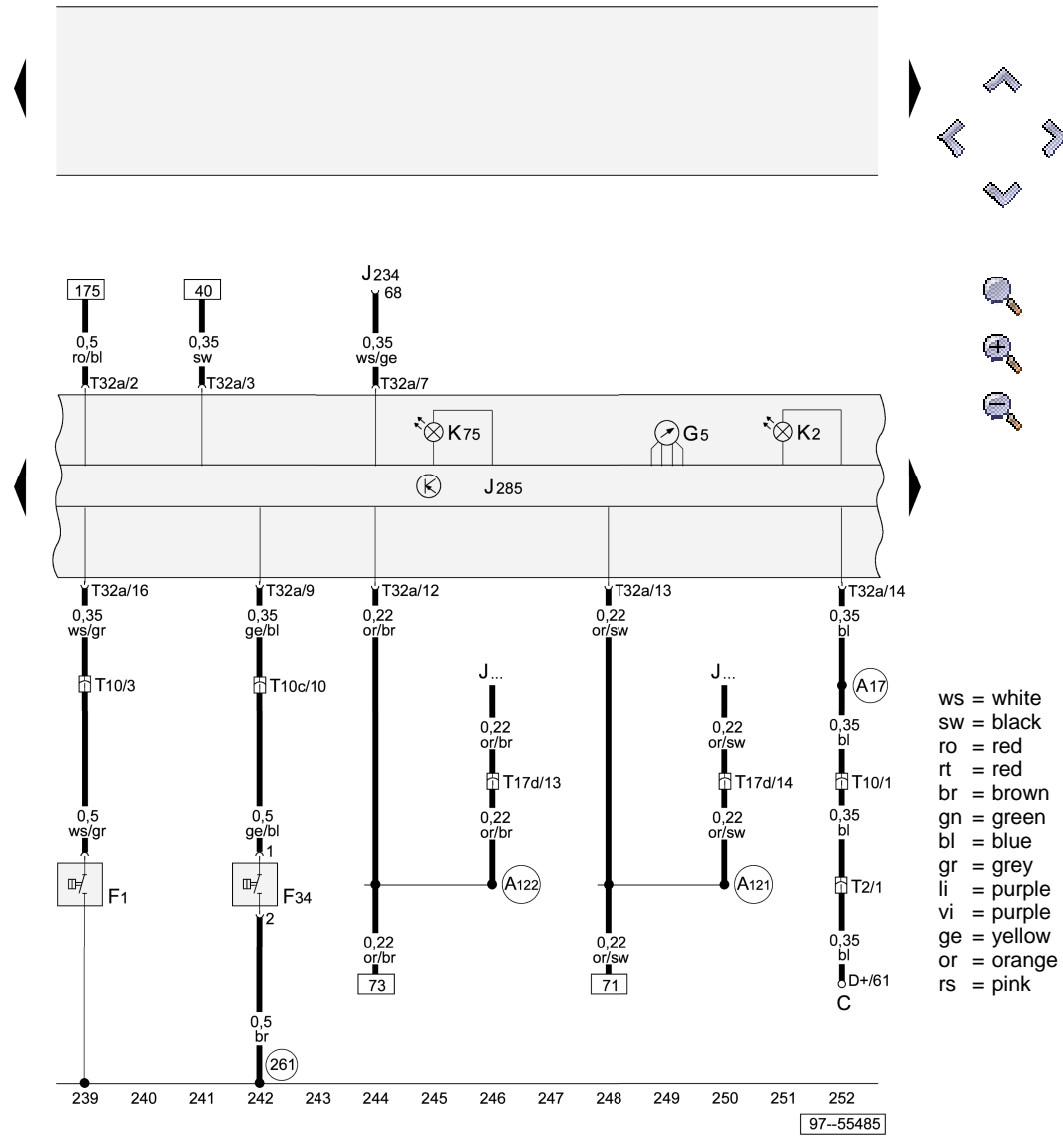 J234
175
40
68
0,5
ro/bl
0,35
sw
0,35
ws/ge
T32a/2
T32a/3
T32a/7
K75
G5
K2
J285
T32a/16
T32a/9
T32a/12
T32a/13
T32a/14
0,35
ws/gr
0,35
ge/bl
0,22
or/br
0,22
or/sw
0,35
bl
T10/3
T10c/10
J...
J...
A17
0,22
or/br
0,22
or/sw
0,35
bl
T17d/13
T17d/14
T10/1
0,5
ws/gr
0,5
ge/bl
0,22
or/br
0,22
or/sw
0,35
bl
1
F1
F34
A122
A121
T2/1
2
0,22
or/br
0,22
or/sw
0,35
bl
73
71
D+/61
C
0,5
br
261
239 240 241 242 243 244 245 246 247 248 249 250 251 252
97--55485
ws = white
sw = black
ro = red
rt = red
br = brown
gn = green
bl = blue
gr = grey
li = purple
vi = purple
ge = yellow
or = orange
rs = pink